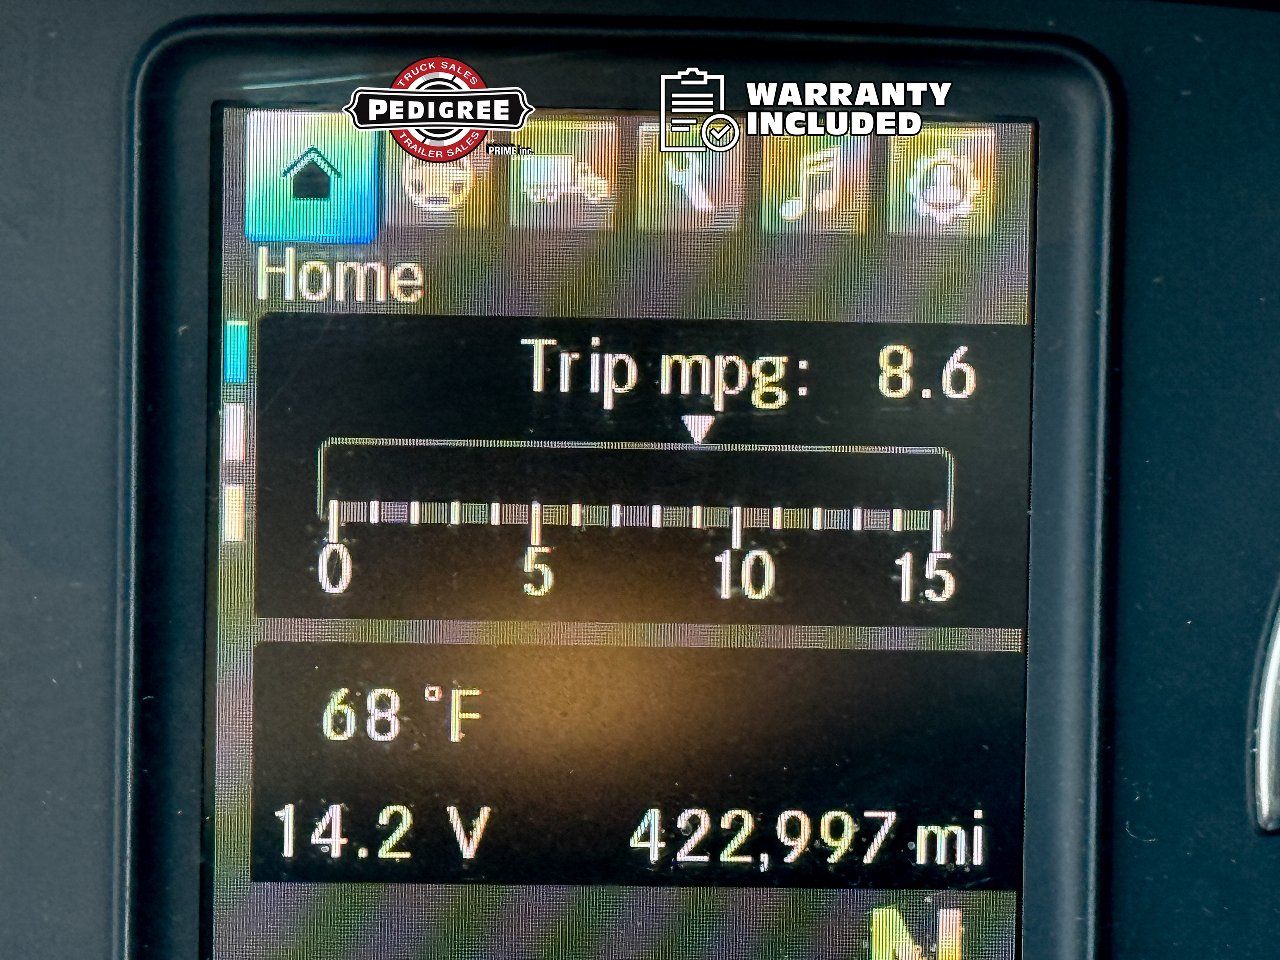 TRUCK SALES
PEDIGREE
TRAILER SALES
PRIME inc.
WARRANTY
INCLUDED
Home
Trip mpg: 8.6
0 5 10 15
68 °F
14.2 V 422,997 mi
N